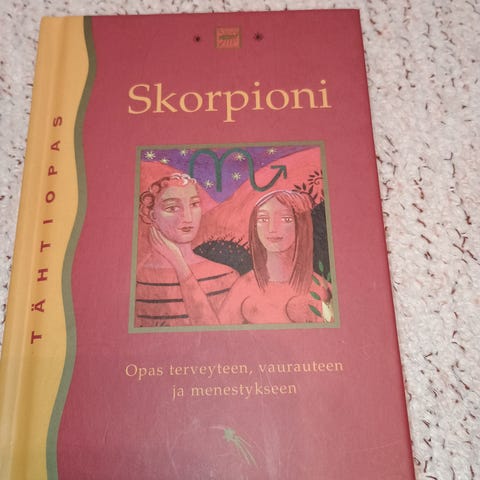 Skorpioni
TÄHTIOPAS
Opas terveyteen, vaurauteen
ja menestykseen